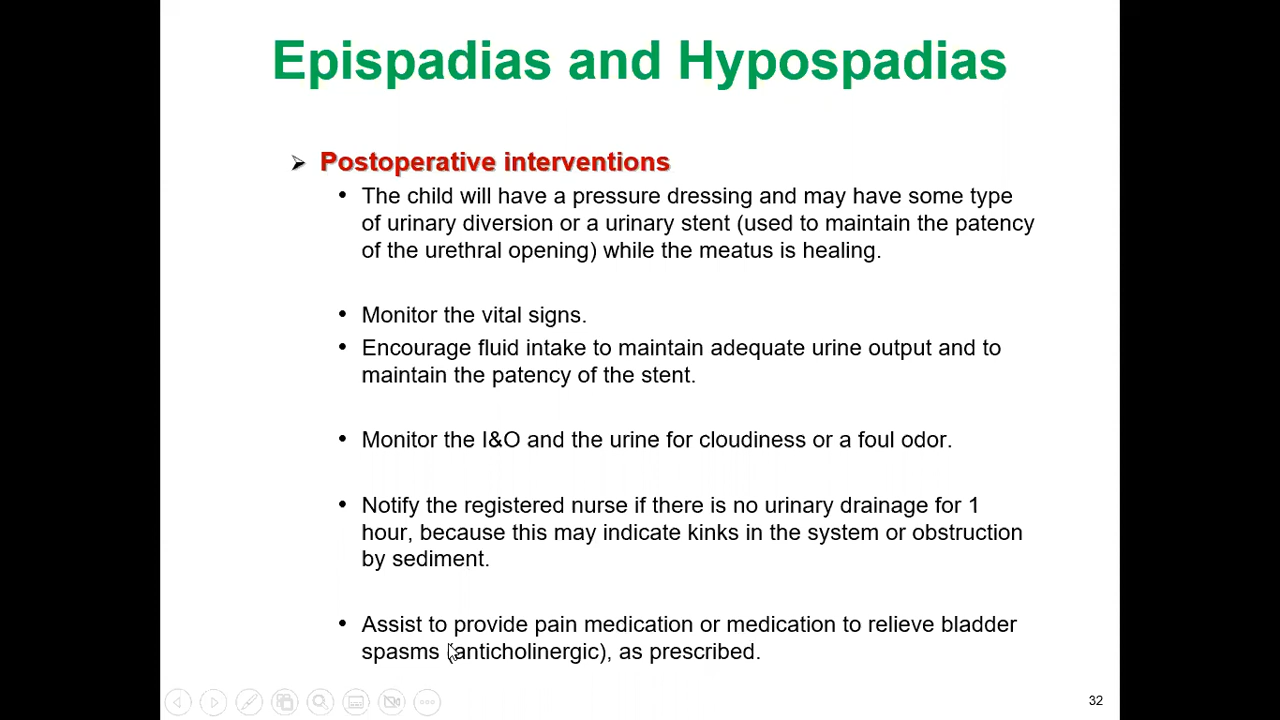 Epispadias and Hypospadias
➢ Postoperative interventions
• The child will have a pressure dressing and may have some type
of urinary diversion or a urinary stent (used to maintain the patency
of the urethral opening) while the meatus is healing.
• Monitor the vital signs.
• Encourage fluid intake to maintain adequate urine output and to
maintain the patency of the stent.
• Monitor the I&O and the urine for cloudiness or a foul odor.
• Notify the registered nurse if there is no urinary drainage for 1
hour, because this may indicate kinks in the system or obstruction
by sediment.
• Assist to provide pain medication or medication to relieve bladder
spasms (anticholinergic), as prescribed.
32